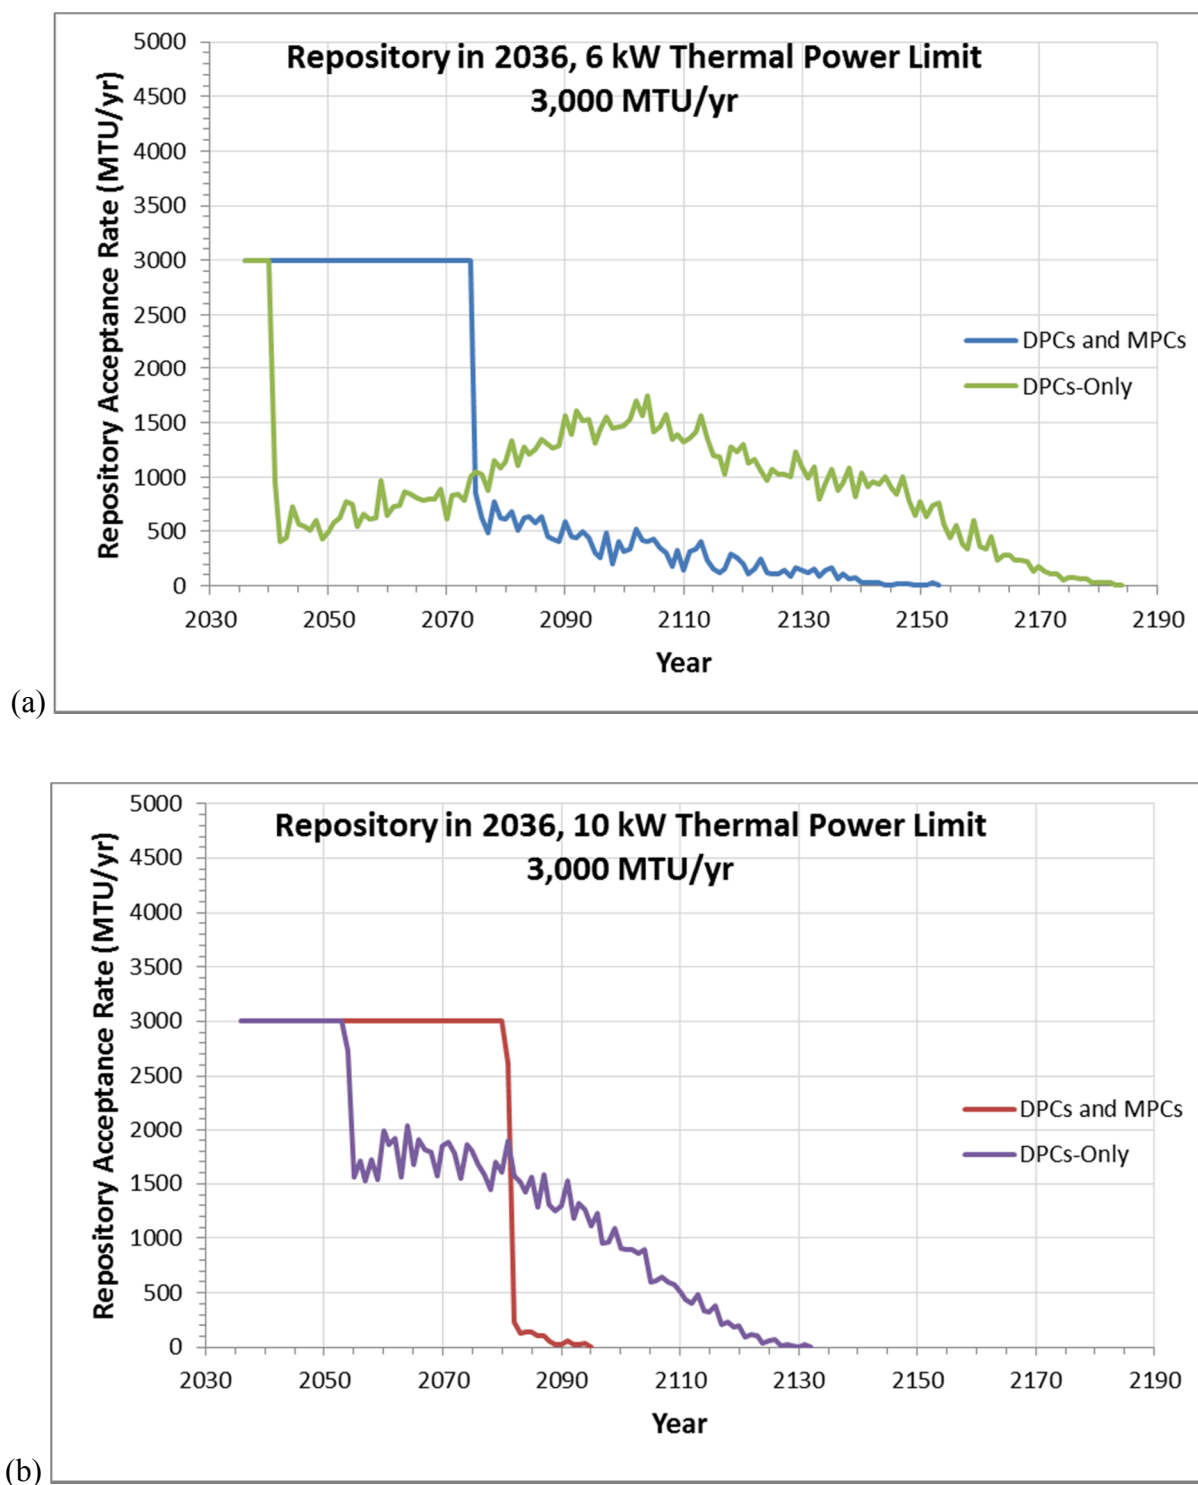 Repository in 2036, 6 kW Thermal Power Limit
3,000 MTU/yr
Repository Acceptance Rate (MTU/yr)
5000
4500
4000
3500
3000
2500
2000
1500
1000
500
0
DPCs and MPCs
DPCs-Only
2030 2050 2070 2090 2110 2130 2150 2170 2190
Year
(a)
Repository in 2036, 10 kW Thermal Power Limit
3,000 MTU/yr
Repository Acceptance Rate (MTU/yr)
5000
4500
4000
3500
3000
2500
2000
1500
1000
500
0
DPCs and MPCs
DPCs-Only
2030 2050 2070 2090 2110 2130 2150 2170 2190
Year
(b)